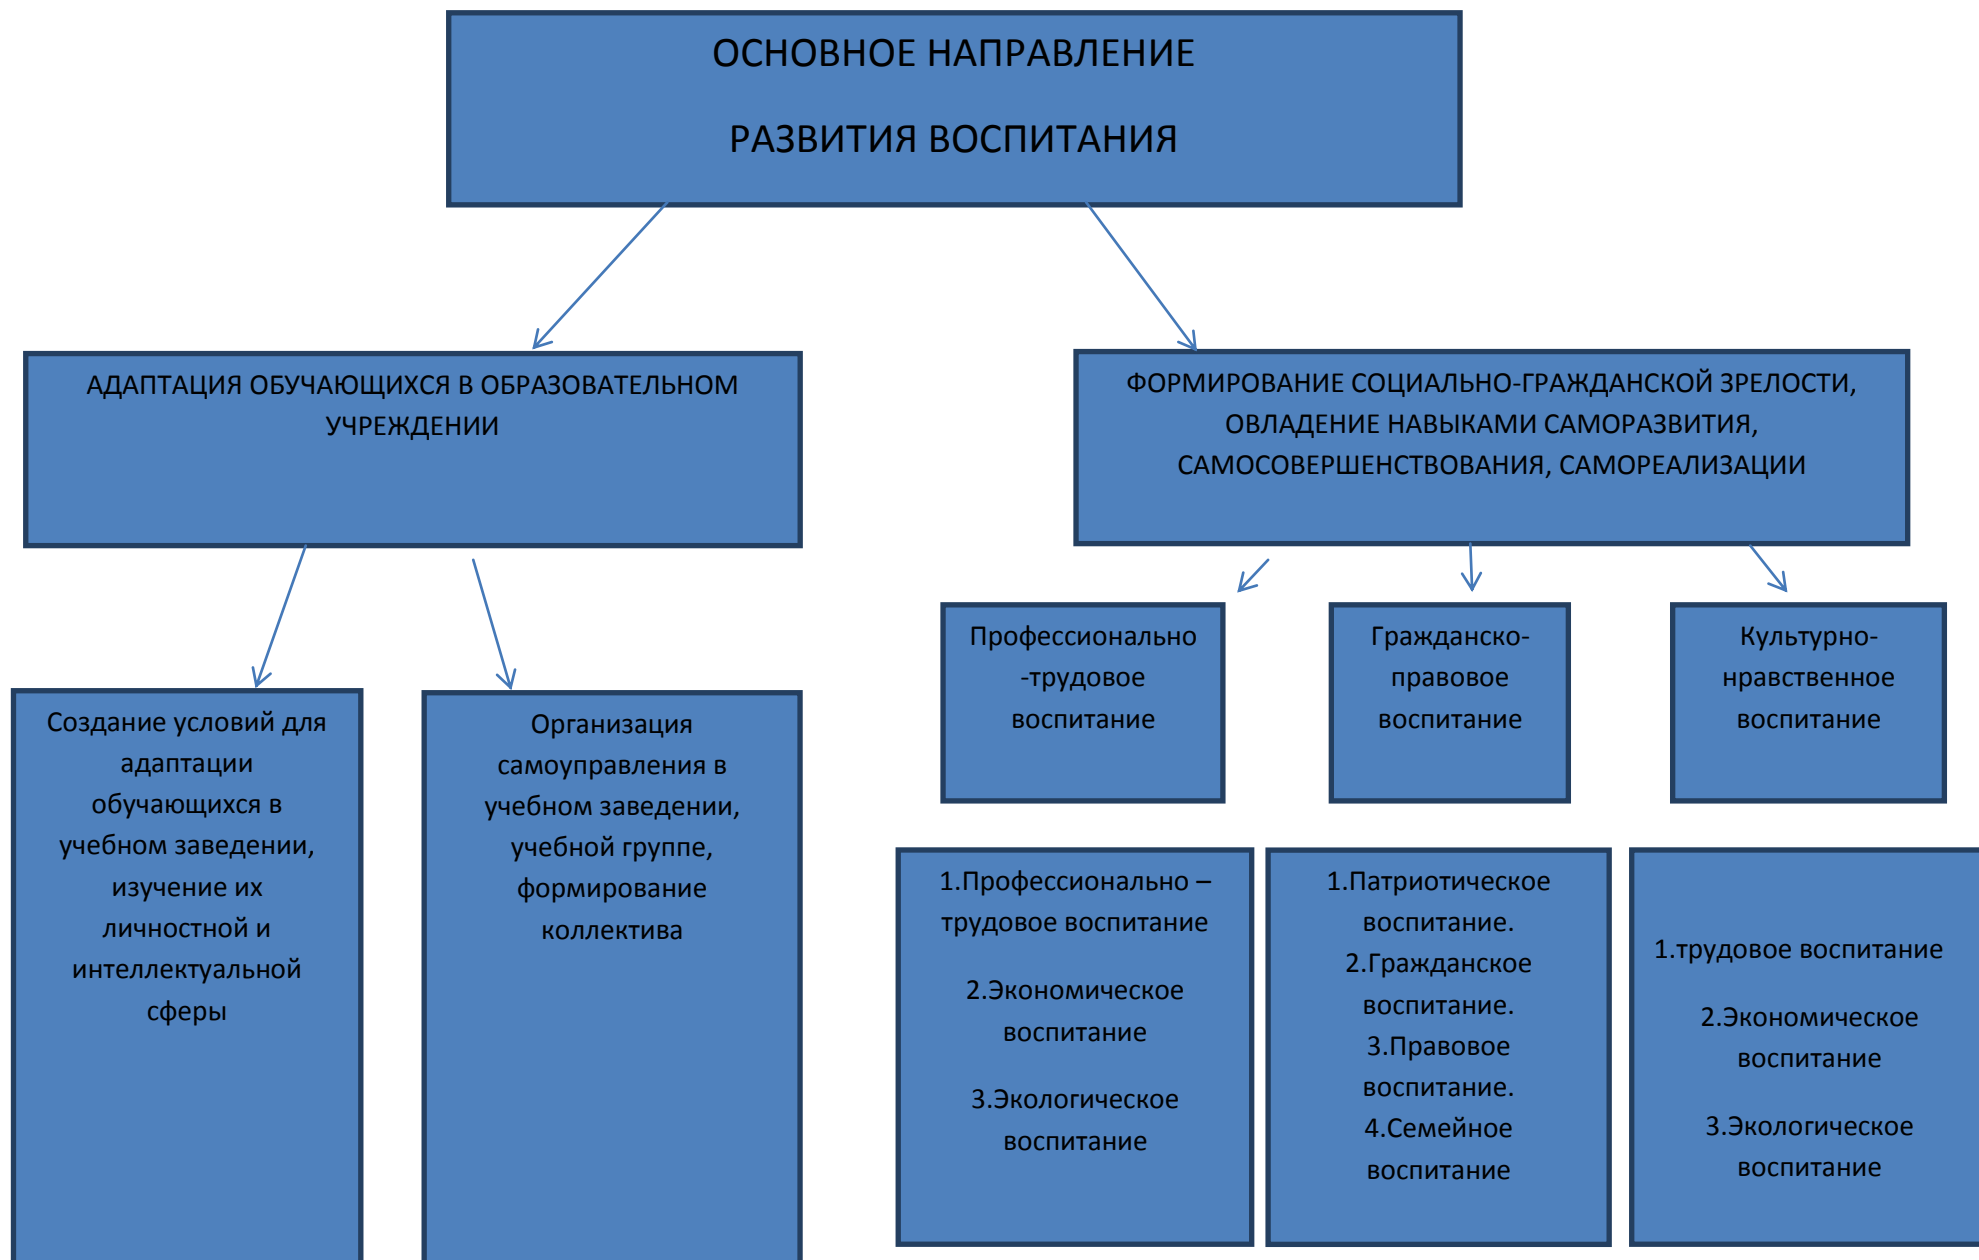 ОСНОВНОЕ НАПРАВЛЕНИЕ
РАЗВИТИЯ ВОСПИТАНИЯ
АДАПТАЦИЯ ОБУЧАЮЩИХСЯ В ОБРАЗОВАТЕЛЬНОМ
УЧРЕЖДЕНИИ
ФОРМИРОВАНИЕ СОЦИАЛЬНО-ГРАЖДАНСКОЙ ЗРЕЛОСТИ,
ОВЛАДЕНИЕ НАВЫКАМИ САМОРАЗВИТИЯ,
САМОСОВЕРШЕНСТВОВАНИЯ, САМОРЕАЛИЗАЦИИ
Создание условий для
адаптации
обучающихся в
учебном заведении,
изучение их
личностной и
интеллектуальной
сферы
Организация
самоуправления в
учебном заведении,
учебной группе,
формирование
коллектива
Профессионально
-трудовое
воспитание
Гражданско-
правовое
воспитание
Культурно-
нравственное
воспитание
1.Профессионально –
трудовое воспитание
2.Экономическое
воспитание
3.Экологическое
воспитание
1.Патриотическое
воспитание.
2.Гражданское
воспитание.
3.Правовое
воспитание.
4.Семейное
воспитание
1.трудовое воспитание
2.Экономическое
воспитание
3.Экологическое
воспитание